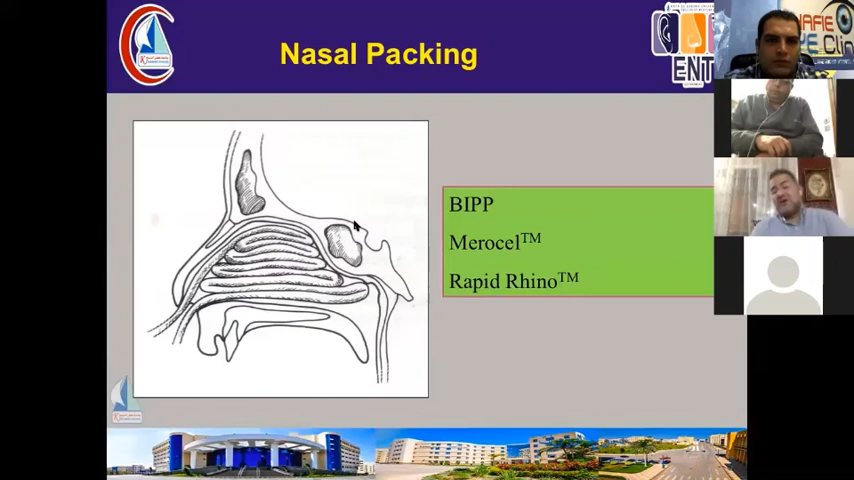 Nasal Packing
ENT
BIPP
Merocel™
Rapid Rhino™